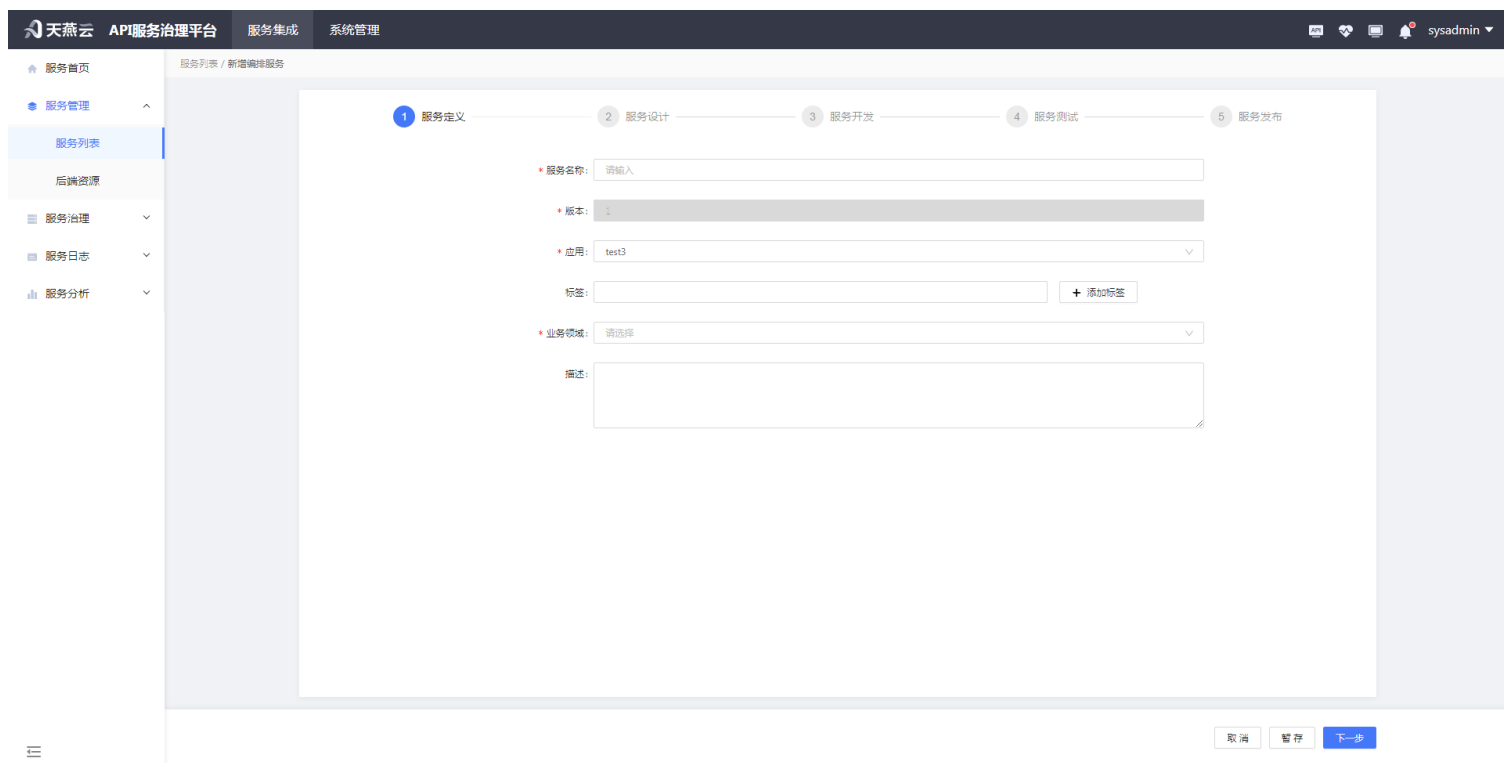 天燕云 API服务治理平台 服务集成 系统管理 API sysadmin
服务首页
服务管理
服务列表
后端资源
服务治理
服务日志
服务分析
服务列表 / 新增编排服务
1 服务定义 2 服务设计 3 服务开发 4 服务测试 5 服务发布
* 服务名称: 请输入
* 版本: 1
* 应用: test3
标签: + 添加标签
* 业务领域: 请选择
描述:
取消 暂存 下一步